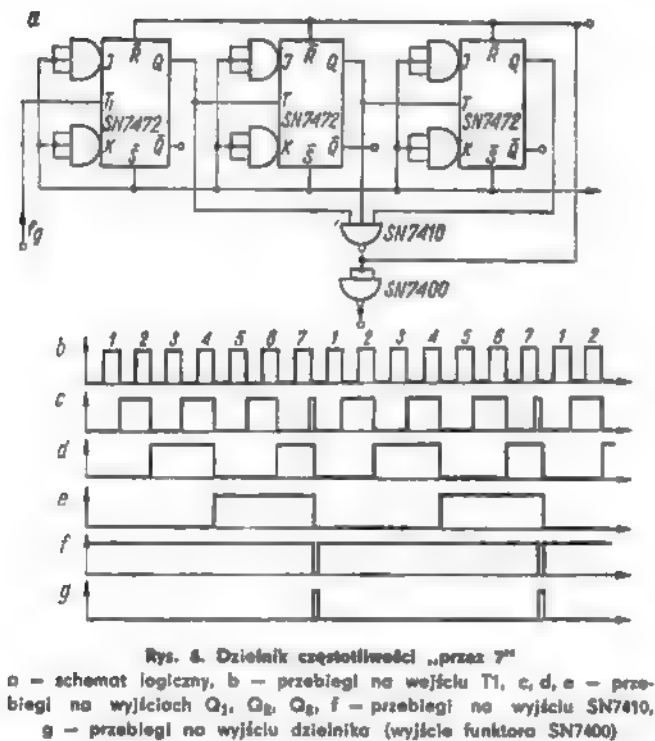 a
R̄ Q R̄ Q R̄ Q
J J J
T₁ T T
SN7472 SN7472 SN7472
K Q̄ K Q̄ K Q̄
S̄ S̄ S̄
fg
SN7410
SN7400
b 1 2 3 4 5 6 7 1 2 3 4 5 6 7 1 2
c
d
e
f
g
Rys. 6. Dzielnik częstotliwości „przez 7"
a — schemat logiczny, b — przebiegi na wejściu T1, c, d, e — prze-
biegi na wyjściach Q₁, Q₂, Q₃, f — przebiegi na wyjściu SN7410,
g — przebiegi na wyjściu dzielnika (wyjście funktora SN7400)